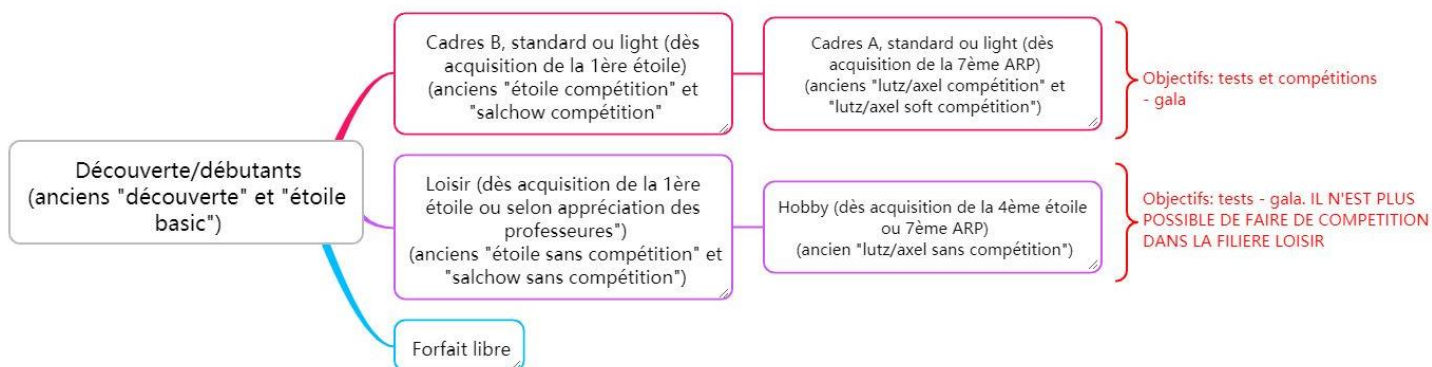 Découverte/débutants
(anciens "découverte" et "étoile
basic")
Cadres B, standard ou light (dès
acquisition de la 1ère étoile)
(anciens "étoile compétition" et
"salchow compétition"
Cadres A, standard ou light (dès
acquisition de la 7ème ARP)
(anciens "lutz/axel compétition" et
"lutz/axel soft compétition")
Objectifs: tests et compétitions
- gala
Loisir (dès acquisition de la 1ère
étoile ou selon appréciation des
professeures")
(anciens "étoile sans compétition" et
"salchow sans compétition")
Hobby (dès acquisition de la 4ème étoile
ou 7ème ARP)
(ancien "lutz/axel sans compétition")
Objectifs: tests - gala. IL N'EST PLUS
POSSIBLE DE FAIRE DE COMPETITION
DANS LA FILIERE LOISIR
Forfait libre